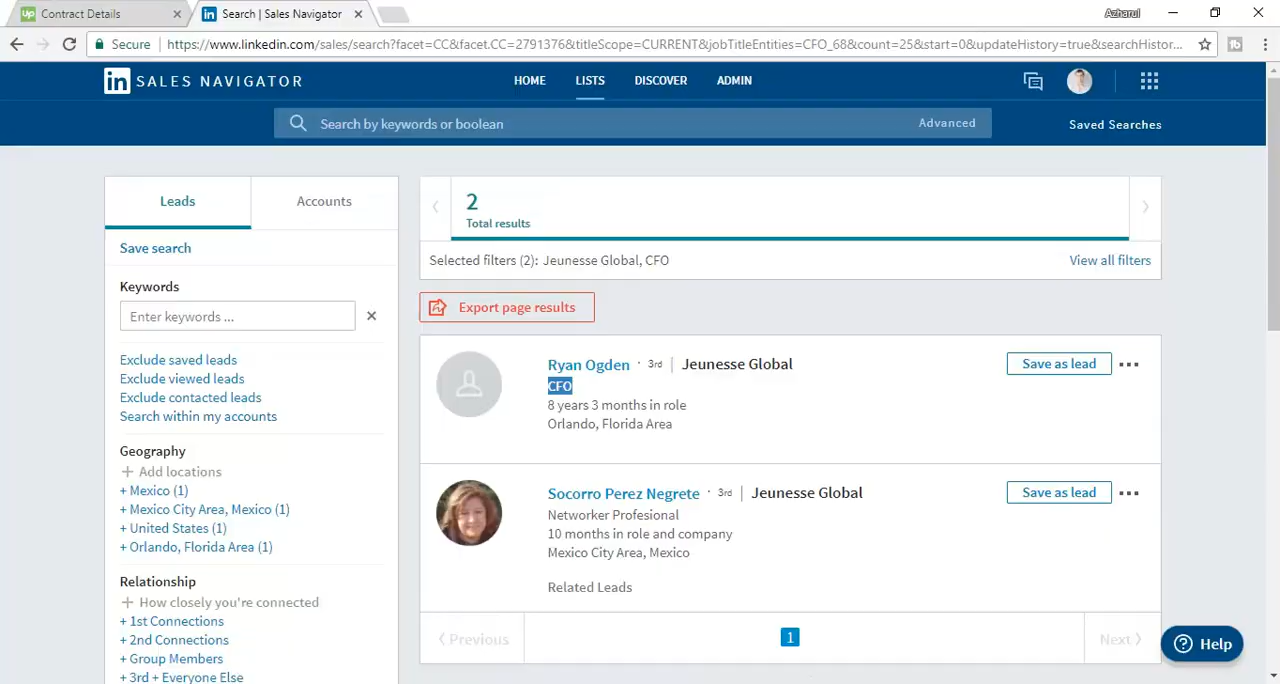 Contract Details
Search | Sales Navigator
Azharul
Secure
https://www.linkedin.com/sales/search?facet=CC&facet.CC=2791376&titleScope=CURRENT&jobTitleEntities=CFO_68&count=25&start=0&updateHistory=true&searchHistor...
in SALES NAVIGATOR
HOME
LISTS
DISCOVER
ADMIN
Search by keywords or boolean
Advanced
Saved Searches
Leads
Accounts
Save search
Keywords
Enter keywords ...
Exclude saved leads
Exclude viewed leads
Exclude contacted leads
Search within my accounts
Geography
+ Add locations
+ Mexico (1)
+ Mexico City Area, Mexico (1)
+ United States (1)
+ Orlando, Florida Area (1)
Relationship
+ How closely you're connected
+ 1st Connections
+ 2nd Connections
+ Group Members
+ 3rd + Everyone Else
2
Total results
Selected filters (2): Jeunesse Global, CFO
View all filters
Export page results
Ryan Ogden · 3rd | Jeunesse Global
CFO
8 years 3 months in role
Orlando, Florida Area
Save as lead
Socorro Perez Negrete · 3rd | Jeunesse Global
Networker Profesional
10 months in role and company
Mexico City Area, Mexico
Related Leads
Save as lead
Previous
1
Next
Help